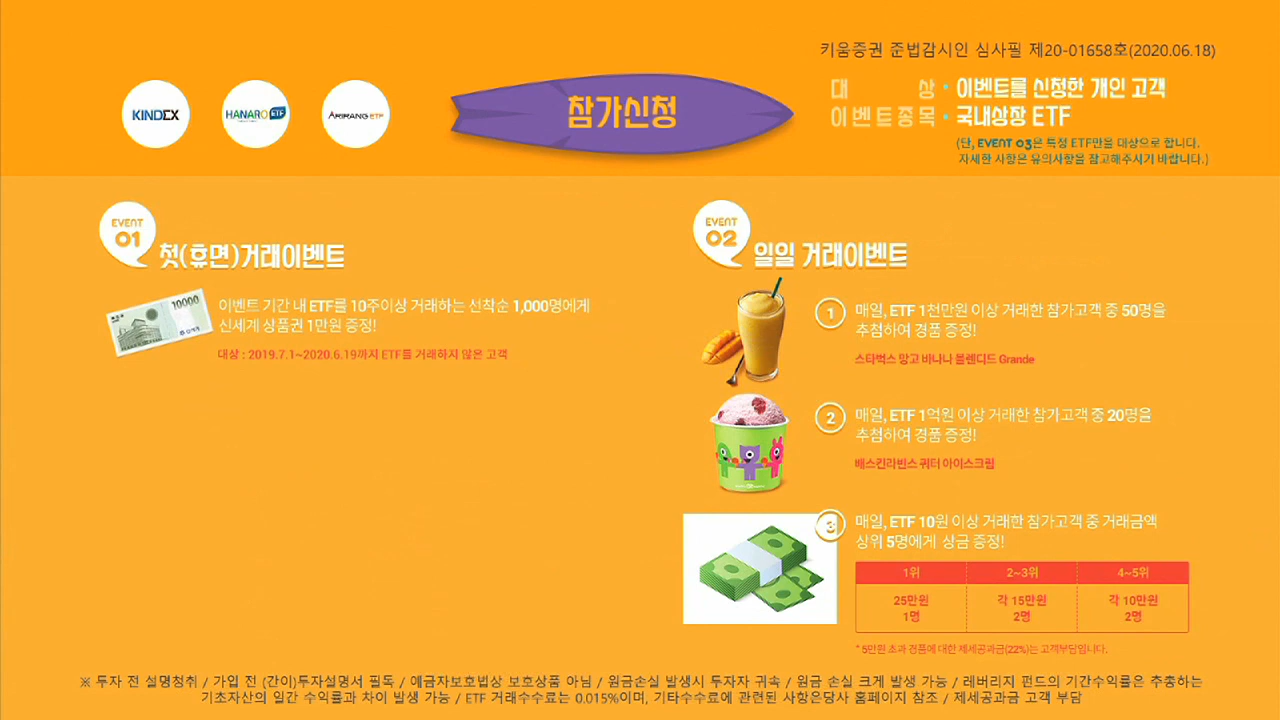 키움증권 준법감시인 심사필 제20-01658호(2020.06.18)
KINDEX
HANARO ETF
ARIRANG ETF
참가신청
대 상 · 이벤트를 신청한 개인 고객
이벤트종목 · 국내상장 ETF
(단, EVENT 03은 특정 ETF만을 대상으로 합니다.
자세한 사항은 유의사항을 참고해주시기 바랍니다.)
EVENT
01
첫(휴면)거래이벤트
10000
이벤트 기간 내 ETF를 10주이상 거래하는 선착순 1,000명에게
신세계 상품권 1만원 증정!
대상 : 2019.7.1~2020.6.19까지 ETF를 거래하지 않은 고객
EVENT
02
일일 거래이벤트
1
매일, ETF 1천만원 이상 거래한 참가고객 중 50명을
추첨하여 경품 증정!
스타벅스 망고 바나나 블렌디드 Grande
2
매일, ETF 1억원 이상 거래한 참가고객 중 20명을
추첨하여 경품 증정!
배스킨라빈스 쿼터 아이스크림
3
매일, ETF 10원 이상 거래한 참가고객 중 거래금액
상위 5명에게 상금 증정!
1위 2~3위 4~5위
25만원 각 15만원 각 10만원
1명 2명 2명
* 5만원 초과 경품에 대한 제세공과금(22%)는 고객부담입니다.
※ 투자 전 설명청취 / 가입 전 (간이)투자설명서 필독 / 예금자보호법상 보호상품 아님 / 원금손실 발생시 투자자 귀속 / 원금 손실 크게 발생 가능 / 레버리지 펀드의 기간수익률은 추종하는
기초자산의 일간 수익률과 차이 발생 가능 / ETF 거래수수료는 0.015%이며, 기타수수료에 관련된 사항은당사 홈페이지 참조 / 제세공과금 고객 부담